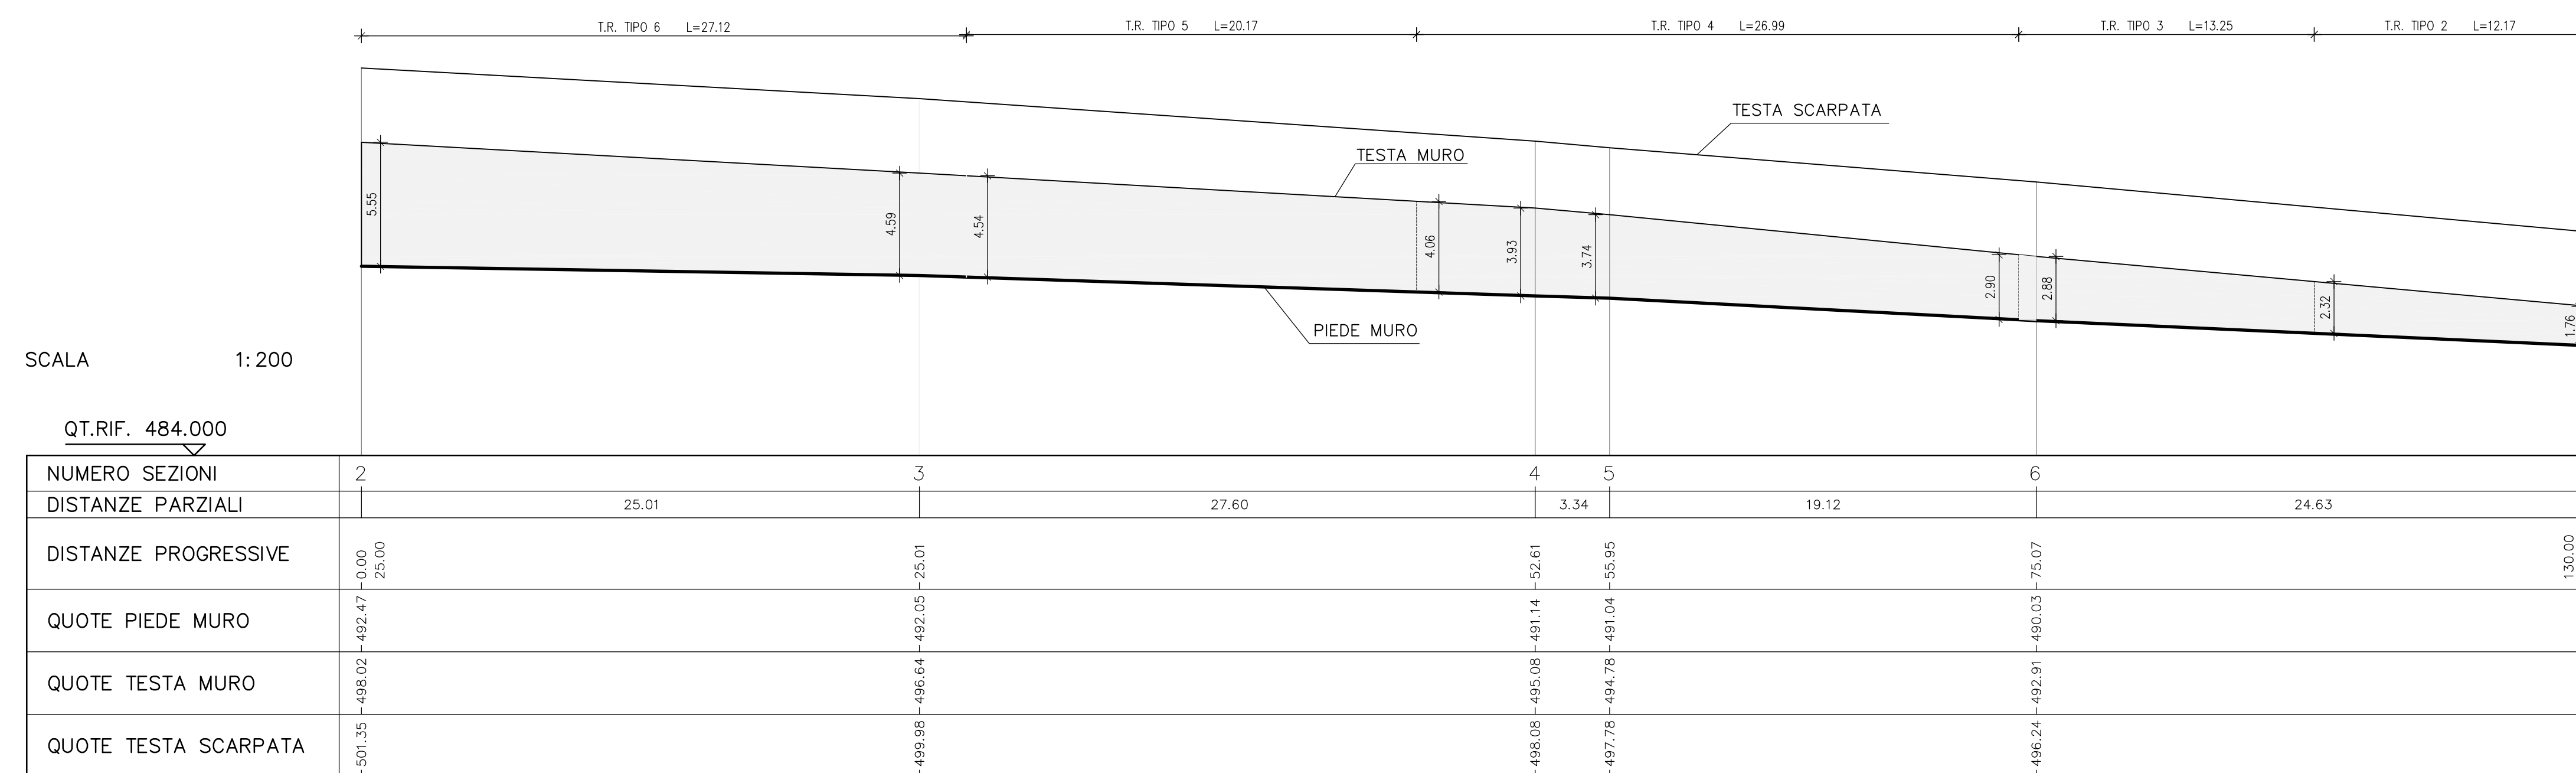 T.R. TIPO 6 L=27.12
T.R. TIPO 5 L=20.17
T.R. TIPO 4 L=26.99
T.R. TIPO 3 L=13.25
T.R. TIPO 2 L=12.17
TESTA SCARPATA
TESTA MURO
5.55
4.59
4.54
4.06
3.93
3.74
2.90
2.88
2.32
1.76
PIEDE MURO
SCALA 1:200
QT.RIF. 484.000
NUMERO SEZIONI 2 3 4 5 6
DISTANZE PARZIALI 25.01 27.60 3.34 19.12 24.63
DISTANZE PROGRESSIVE 0.00 25.00 25.01 52.61 55.95 75.07 130.00
QUOTE PIEDE MURO 492.47 492.05 491.14 491.04 490.03
QUOTE TESTA MURO 498.02 496.64 495.08 494.78 492.91
QUOTE TESTA SCARPATA 501.35 499.98 498.08 497.78 496.24